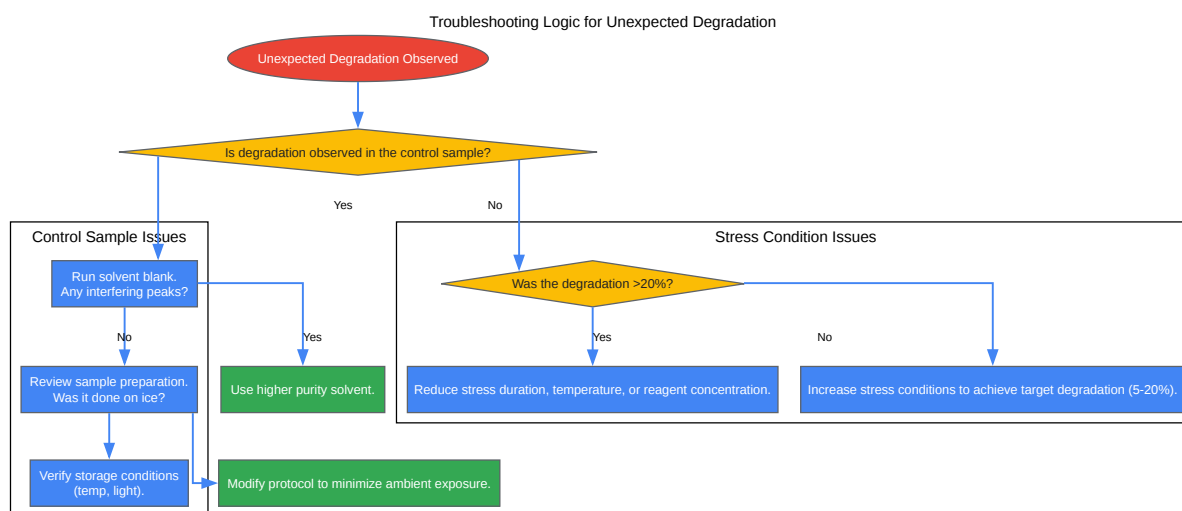 Troubleshooting Logic for Unexpected Degradation
Unexpected Degradation Observed
Is degradation observed in the control sample?
Yes
No
Control Sample Issues
Stress Condition Issues
Run solvent blank.
Any interfering peaks?
Was the degradation >20%?
No
Yes
Yes
No
Review sample preparation.
Was it done on ice?
Use higher purity solvent.
Reduce stress duration, temperature, or reagent concentration.
Increase stress conditions to achieve target degradation (5-20%).
Verify storage conditions
(temp, light).
Modify protocol to minimize ambient exposure.